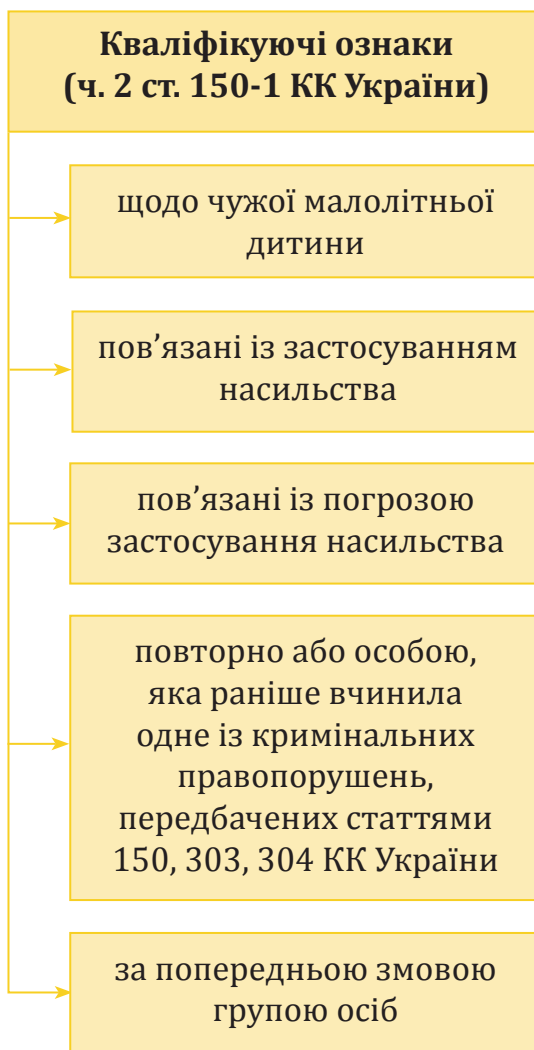 Кваліфікуючі ознаки
(ч. 2 ст. 150-1 КК України)
щодо чужої малолітньої
дитини
пов’язані із застосуванням
насильства
пов’язані із погрозою
застосування насильства
повторно або особою,
яка раніше вчинила
одне із кримінальних
правопорушень,
передбачених статтями
150, 303, 304 КК України
за попередньою змовою
групою осіб